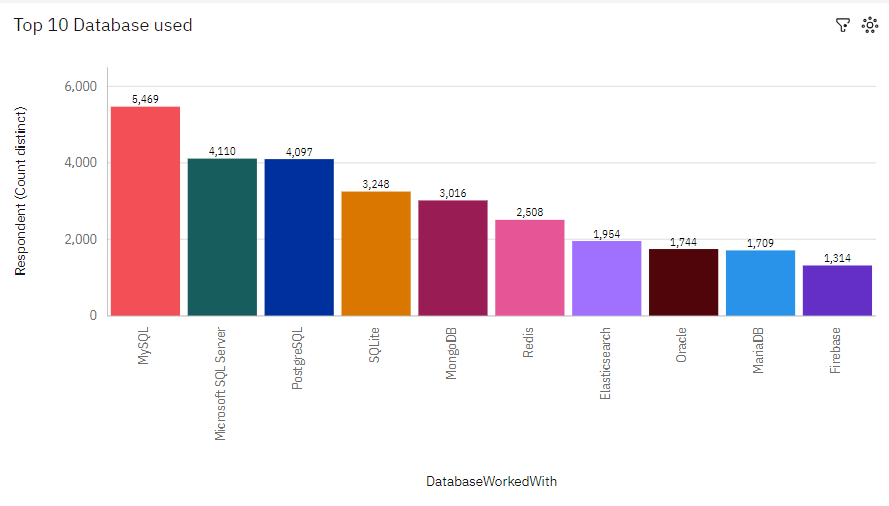 Top 10 Database used
Respondent (Count distinct)
6,000
4,000
2,000
0
5,469
4,110
4,097
3,248
3,016
2,508
1,954
1,744
1,709
1,314
MySQL
Microsoft SQL Server
PostgreSQL
SQLite
MongoDB
Redis
Elasticsearch
Oracle
MariaDB
Firebase
DatabaseWorkedWith